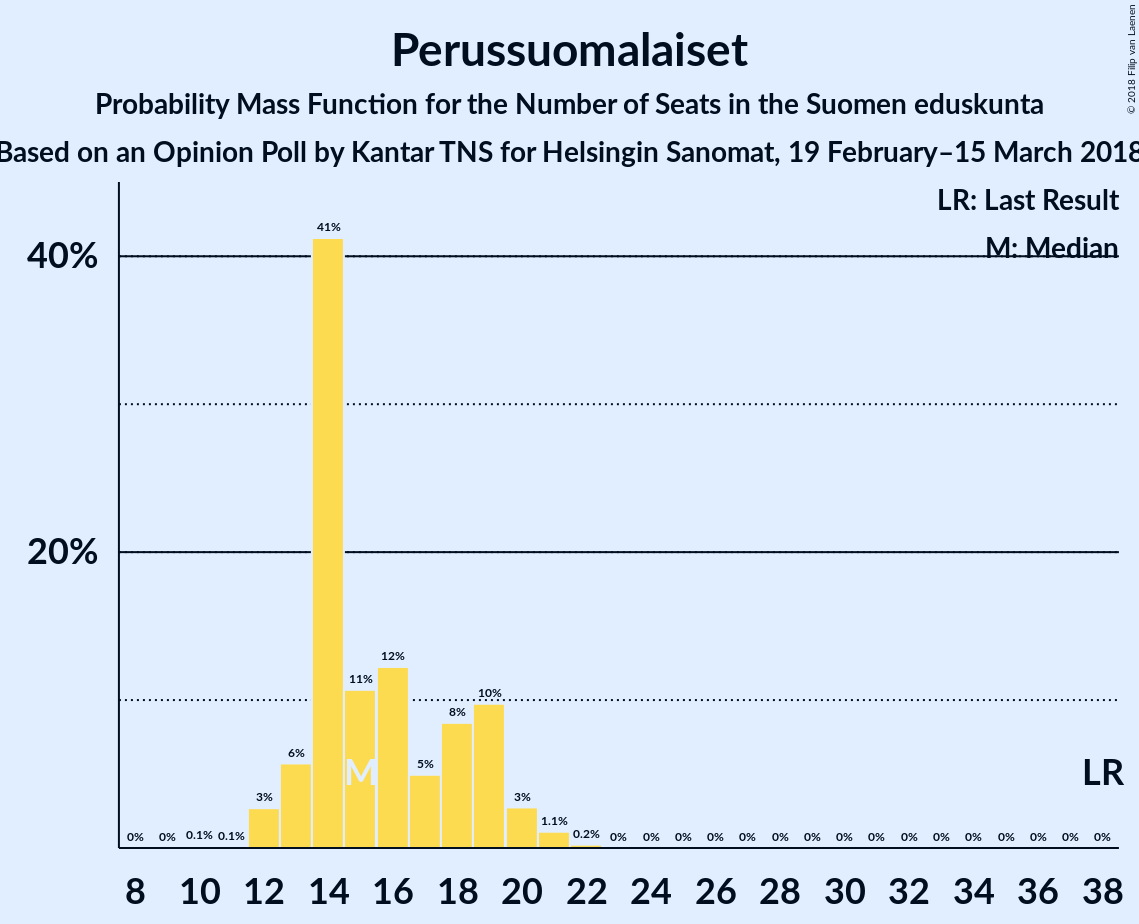 Perussuomalaiset
Probability Mass Function for the Number of Seats in the Suomen eduskunta
Based on an Opinion Poll by Kantar TNS for Helsingin Sanomat, 19 February–15 March 2018
© 2018 Filip van Laenen
LR: Last Result
M: Median
40%
20%
41%
12%
11%
10%
8%
6%
5%
3%
3%
1.1%
0% 0% 0.1% 0.1% 0.2% 0% 0% 0% 0% 0% 0% 0% 0% 0% 0% 0% 0% 0% 0% 0% 0%
M
LR
8 10 12 14 16 18 20 22 24 26 28 30 32 34 36 38